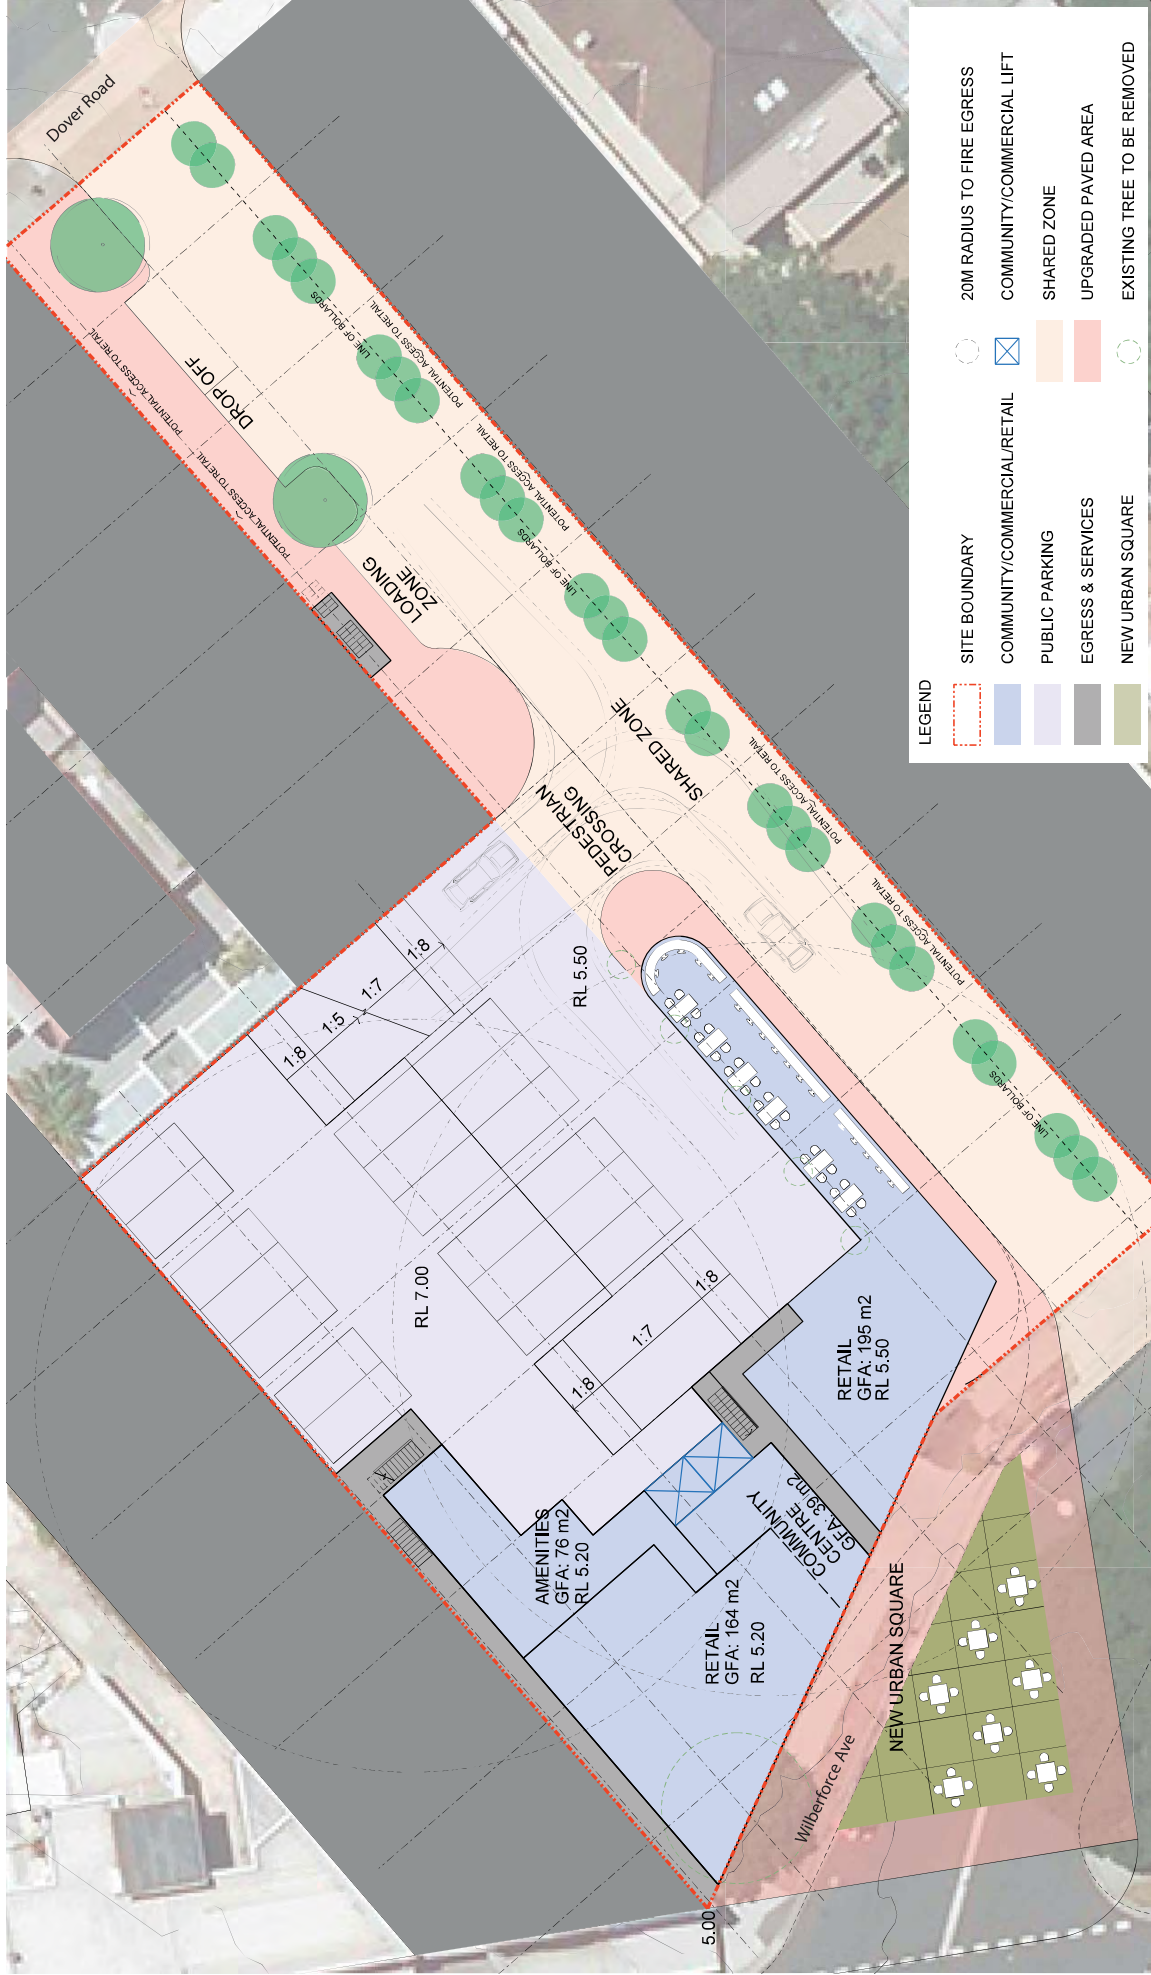 Dover Road
POTENTIAL ACCESS TO RETAIL
POTENTIAL ACCESS TO RETAIL
DROP OFF
LINE OF BOLLARDS
POTENTIAL ACCESS TO RETAIL
LOADING
ZONE
POTENTIAL ACCESS TO RETAIL
LINE OF BOLLARDS
SHARED ZONE
PEDESTRIAN
CROSSING
POTENTIAL ACCESS TO RETAIL
POTENTIAL ACCESS TO RETAIL
LINE OF BOLLARDS
1:8
1:7
1:5
1:8
RL 5.50
RL 7.00
1:8
1:7
1:8
RETAIL
GFA: 195 m2
RL 5.50
AMENITIES
GFA: 76 m2
RL 5.20
COMMUNITY
CENTRE
GFA: 39 m2
RETAIL
GFA: 164 m2
RL 5.20
NEW URBAN SQUARE
Wilberforce Ave
5.00
LEGEND
SITE BOUNDARY
COMMUNITY/COMMERCIAL/RETAIL
PUBLIC PARKING
EGRESS & SERVICES
NEW URBAN SQUARE
20M RADIUS TO FIRE EGRESS
COMMUNITY/COMMERCIAL LIFT
SHARED ZONE
UPGRADED PAVED AREA
EXISTING TREE TO BE REMOVED